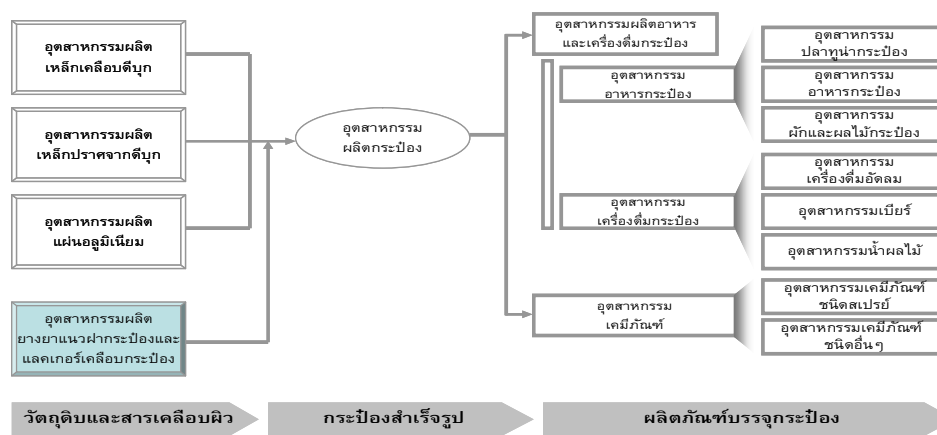 อุตสาหกรรมผลิต
เหล็กเคลือบดีบุก
อุตสาหกรรมผลิต
เหล็กปราศจากดีบุก
อุตสาหกรรมผลิต
แผ่นอลูมิเนียม
อุตสาหกรรมผลิต
ยางยาแนวฝากระป๋องและ
แลคเกอร์เคลือบกระป๋อง
อุตสาหกรรม
ผลิตกระป๋อง
อุตสาหกรรมผลิตอาหาร
และเครื่องดื่มกระป๋อง
อุตสาหกรรม
อาหารกระป๋อง
อุตสาหกรรม
ปลาทูน่ากระป๋อง
อุตสาหกรรม
อาหารกระป๋อง
อุตสาหกรรม
ผักและผลไม้กระป๋อง
อุตสาหกรรม
เครื่องดื่มกระป๋อง
อุตสาหกรรม
เครื่องดื่มอัดลม
อุตสาหกรรมเบียร์
อุตสาหกรรมน้ำผลไม้
อุตสาหกรรม
เคมีภัณฑ์
อุตสาหกรรมเคมีภัณฑ์
ชนิดสเปรย์
อุตสาหกรรมเคมีภัณฑ์
ชนิดอื่นๆ
วัตถุดิบและสารเคลือบผิว
กระป๋องสำเร็จรูป
ผลิตภัณฑ์บรรจุกระป๋อง